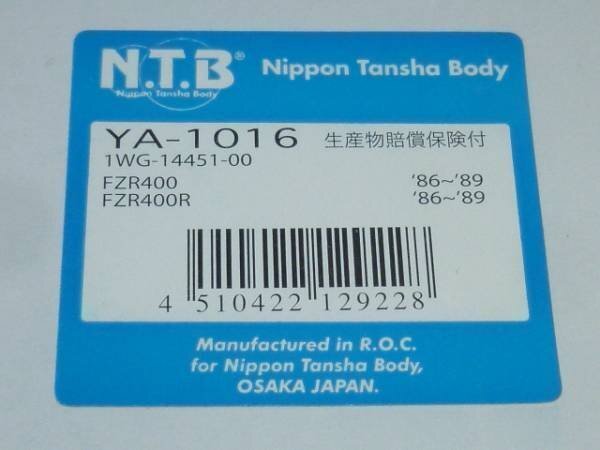 N.T.B® Nippon Tansha Body
Nippon Tansha Body
YA-1016 生産物賠償保険付
1WG-14451-00
FZR400 '86~'89
FZR400R '86~'89
4 510422 129228
Manufactured in R.O.C.
for Nippon Tansha Body,
OSAKA JAPAN.